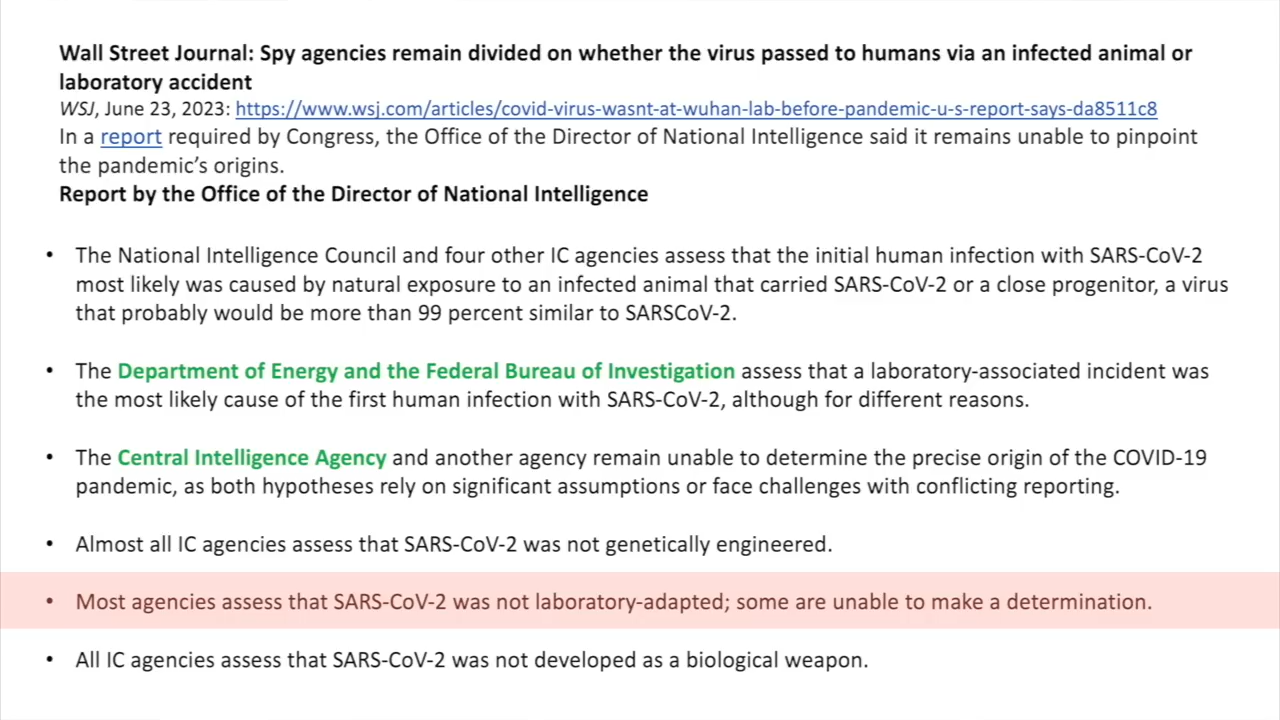 Wall Street Journal: Spy agencies remain divided on whether the virus passed to humans via an infected animal or
laboratory accident
WSJ, June 23, 2023: https://www.wsj.com/articles/covid-virus-wasnt-at-wuhan-lab-before-pandemic-u-s-report-says-da8511c8
In a report required by Congress, the Office of the Director of National Intelligence said it remains unable to pinpoint
the pandemic’s origins.
Report by the Office of the Director of National Intelligence
• The National Intelligence Council and four other IC agencies assess that the initial human infection with SARS-CoV-2
most likely was caused by natural exposure to an infected animal that carried SARS-CoV-2 or a close progenitor, a virus
that probably would be more than 99 percent similar to SARSCoV-2.
• The Department of Energy and the Federal Bureau of Investigation assess that a laboratory-associated incident was
the most likely cause of the first human infection with SARS-CoV-2, although for different reasons.
• The Central Intelligence Agency and another agency remain unable to determine the precise origin of the COVID-19
pandemic, as both hypotheses rely on significant assumptions or face challenges with conflicting reporting.
• Almost all IC agencies assess that SARS-CoV-2 was not genetically engineered.
• Most agencies assess that SARS-CoV-2 was not laboratory-adapted; some are unable to make a determination.
• All IC agencies assess that SARS-CoV-2 was not developed as a biological weapon.